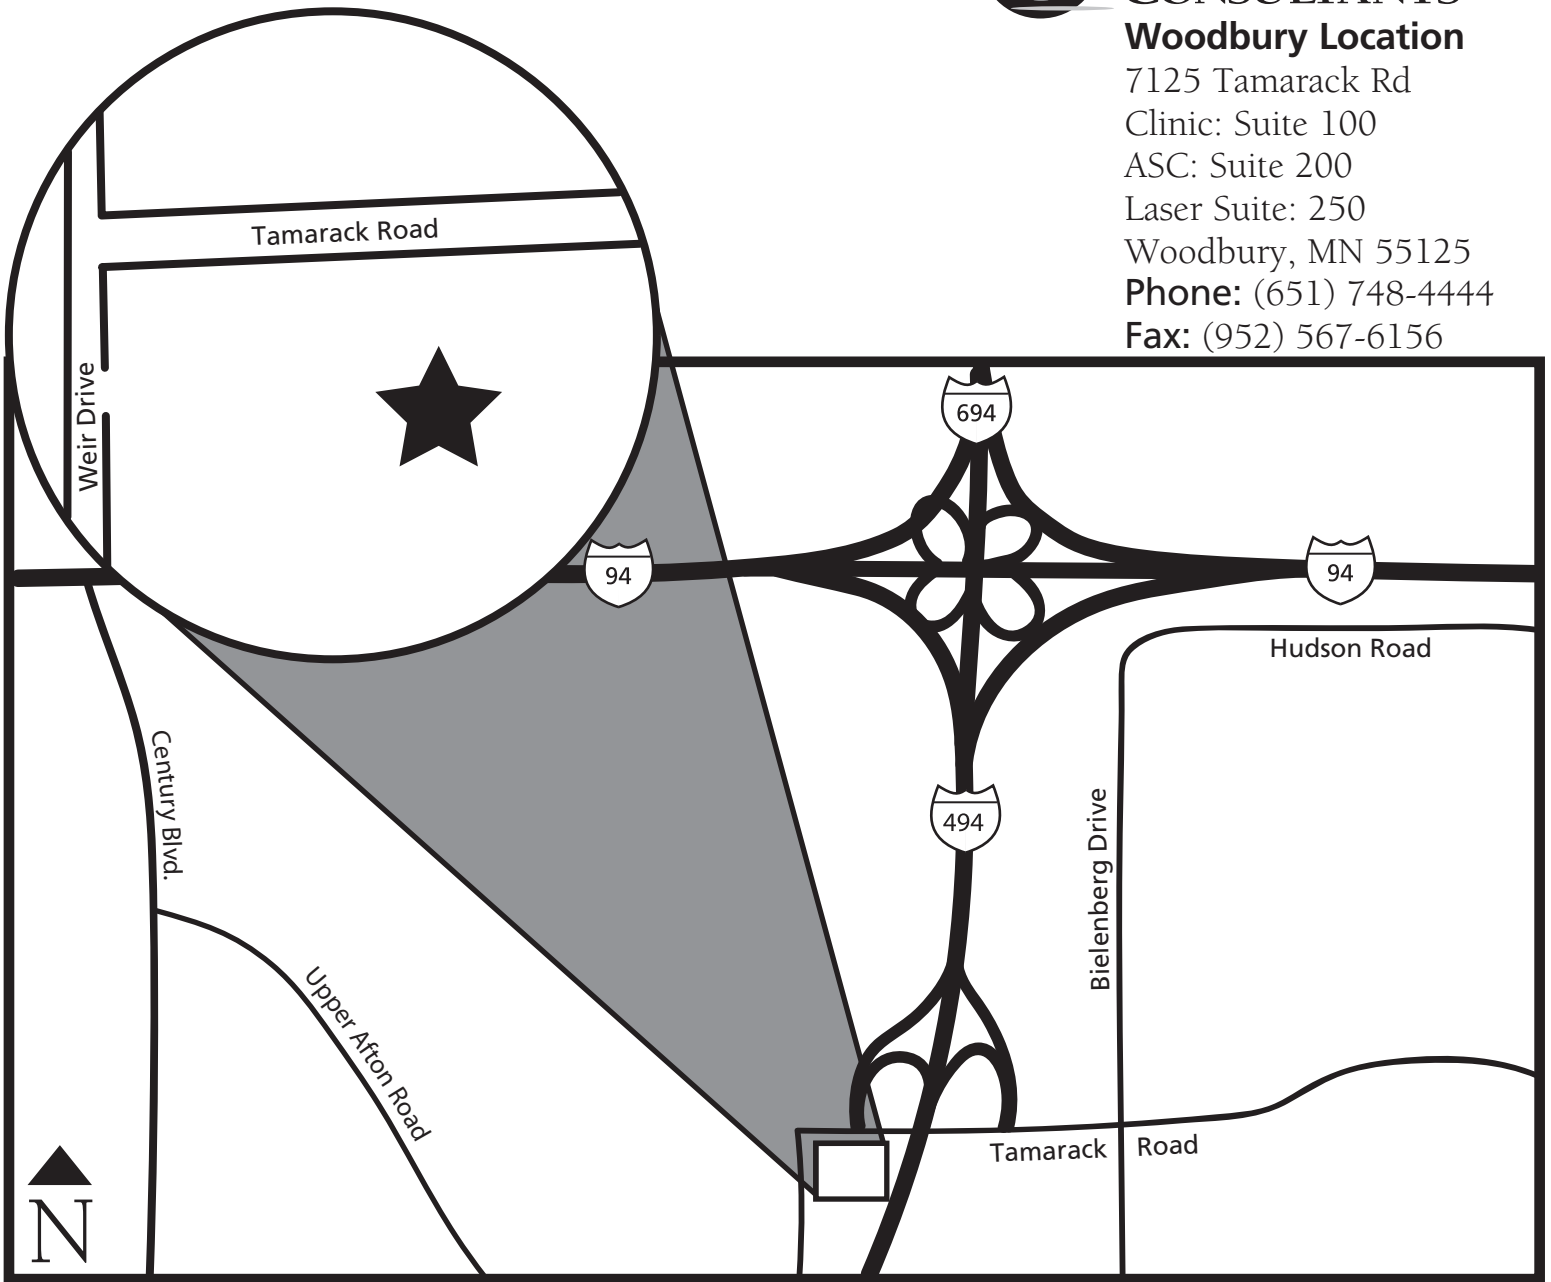 CONSULTANTS
Woodbury Location
7125 Tamarack Rd
Clinic: Suite 100
ASC: Suite 200
Laser Suite: 250
Woodbury, MN 55125
Phone: (651) 748-4444
Fax: (952) 567-6156
Tamarack Road
Weir Drive
694
94
94
Hudson Road
Century Blvd.
494
Bielenberg Drive
Upper Afton Road
Tamarack Road
N